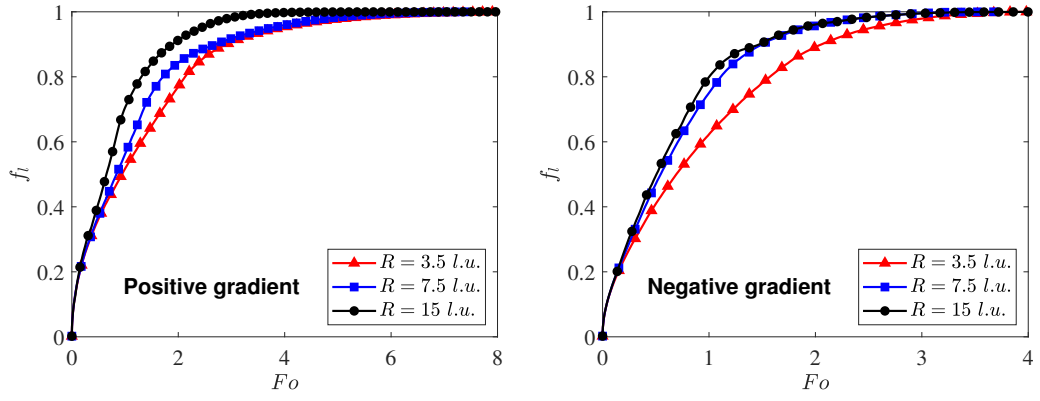 1
0.8
0.6
0.4
0.2
0
f_l
0 2 4 6 8
Fo
Positive gradient
R = 3.5 l.u.
R = 7.5 l.u.
R = 15 l.u.
1
0.8
0.6
0.4
0.2
0
f_l
0 1 2 3 4
Fo
Negative gradient
R = 3.5 l.u.
R = 7.5 l.u.
R = 15 l.u.